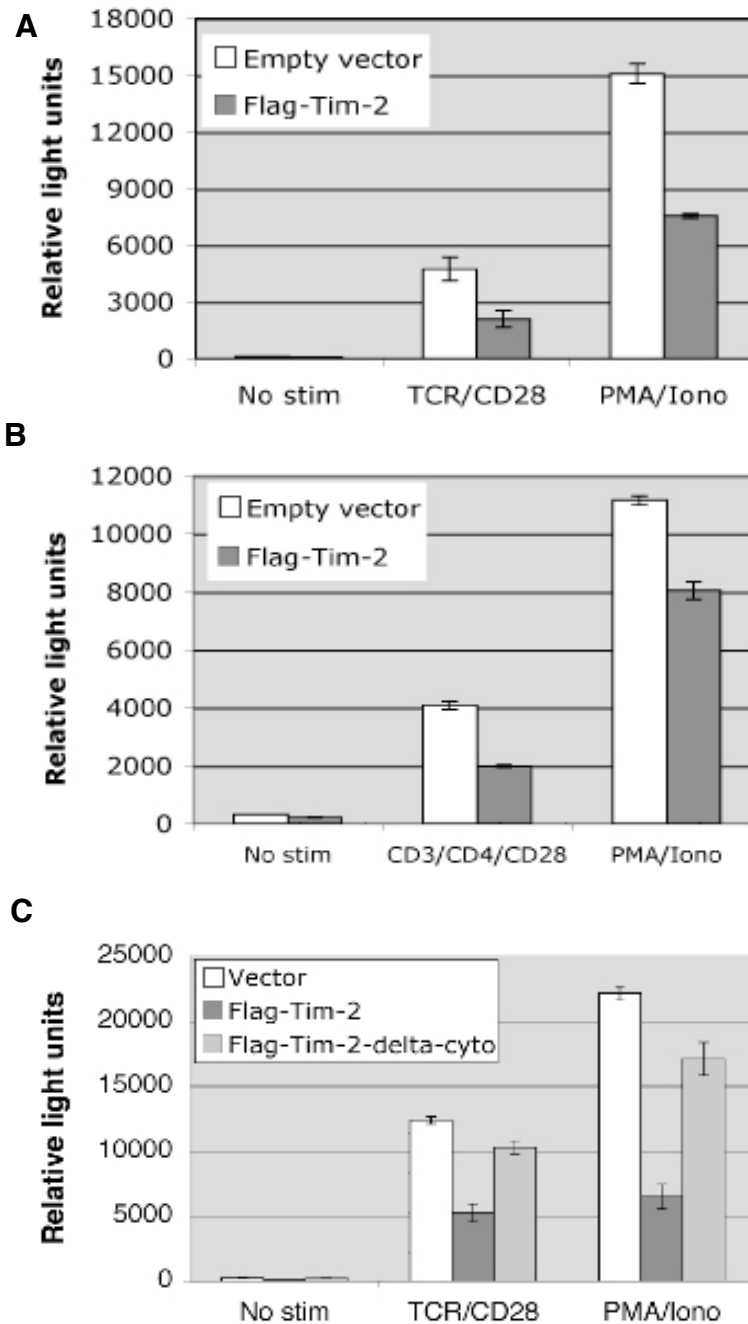 A
Relative light units
18000
15000
12000
9000
6000
3000
0
Empty vector
Flag-Tim-2
No stim TCR/CD28 PMA/Iono
B
Relative light units
12000
10000
8000
6000
4000
2000
0
Empty vector
Flag-Tim-2
No stim CD3/CD4/CD28 PMA/Iono
C
Relative light units
25000
20000
15000
10000
5000
0
Vector
Flag-Tim-2
Flag-Tim-2-delta-cyto
No stim TCR/CD28 PMA/Iono